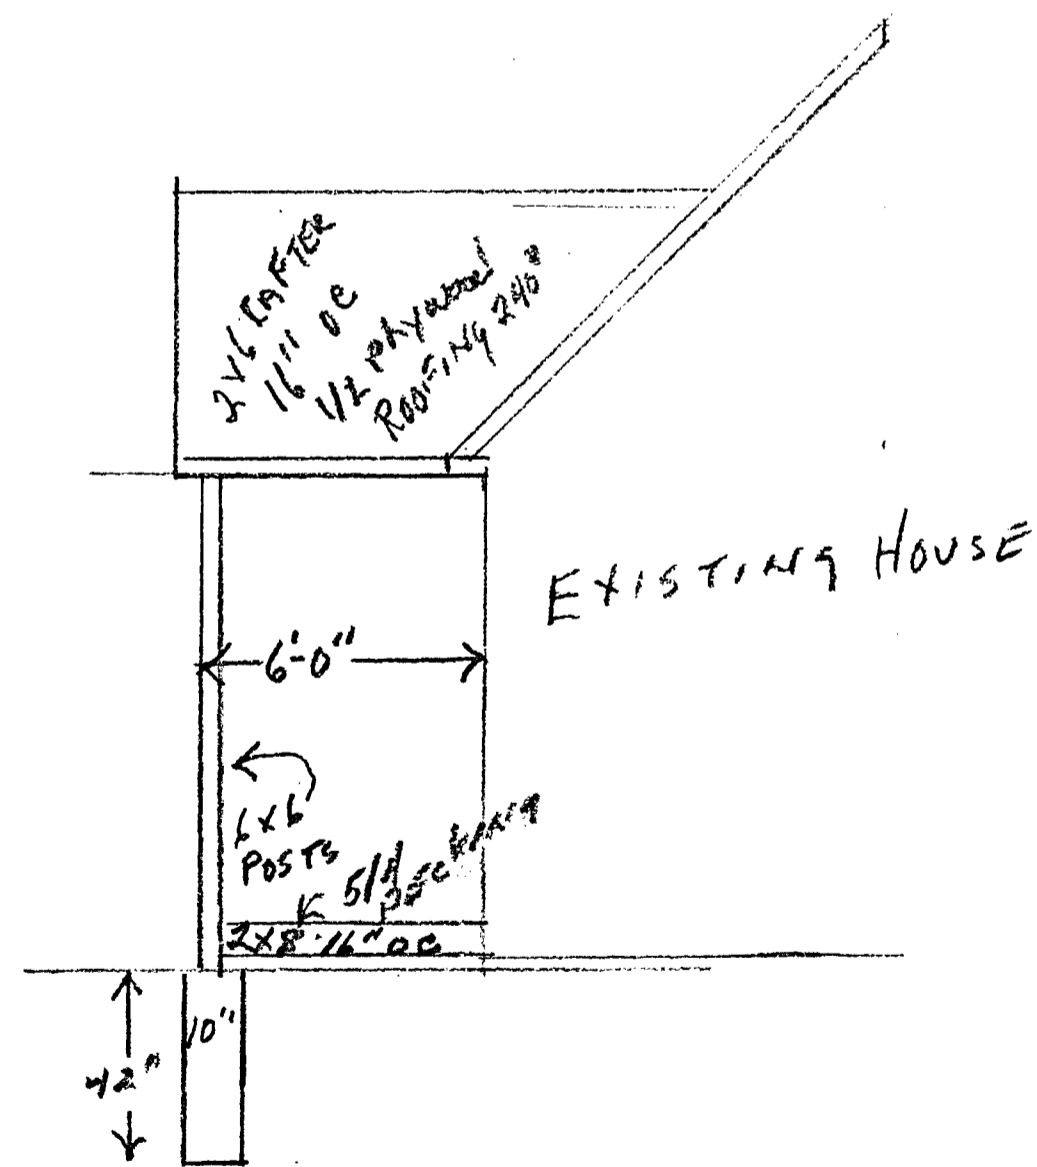 2x6 RAFTER
16" OC
1/2 plywood
ROOFING 240#
EXISTING HOUSE
6'-0"
6x6
POSTS
5/4 DECKING
2x8 16" OC
10"
42"